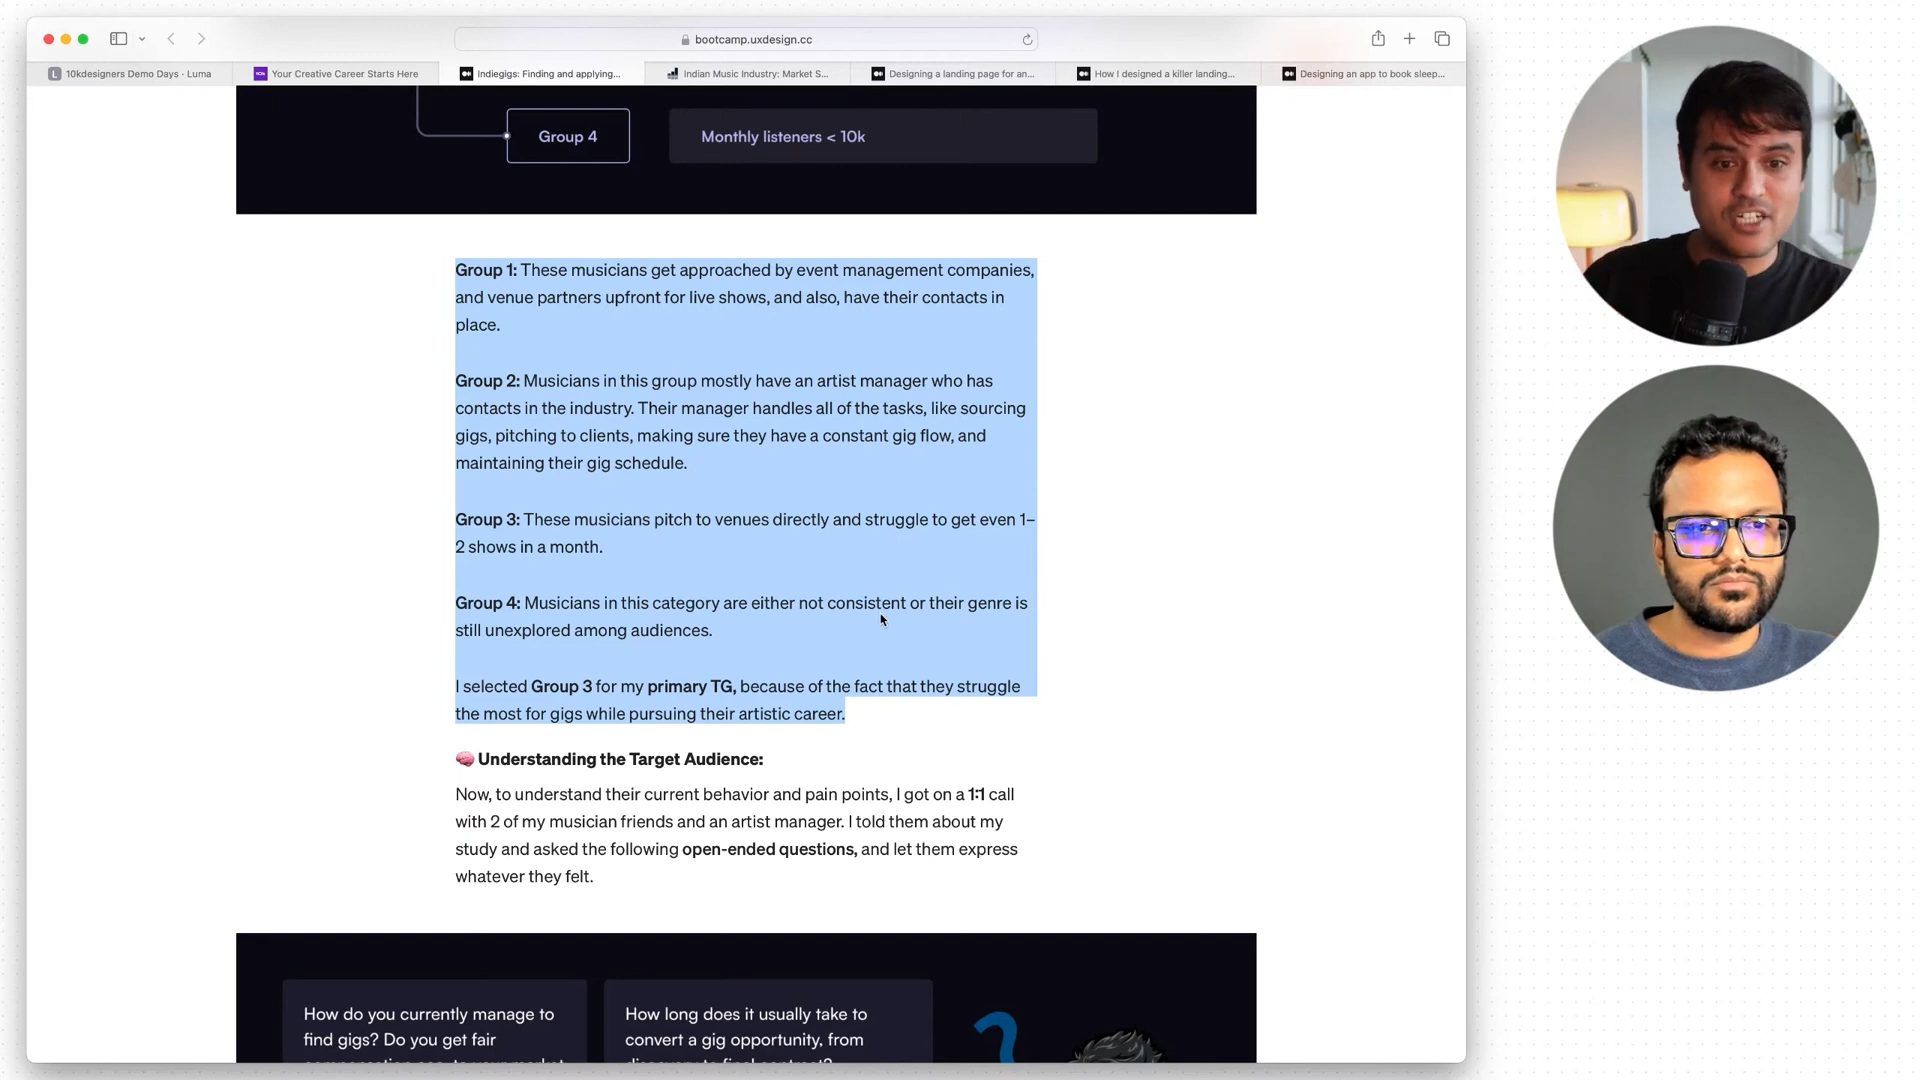 bootcamp.uxdesign.cc
10kdesigners Demo Days · Luma
Your Creative Career Starts Here
Indiegigs: Finding and applying...
Indian Music Industry: Market S...
Designing a landing page for an...
How I designed a killer landing...
Designing an app to book sleep...
Group 4
Monthly listeners < 10k
Group 1: These musicians get approached by event management companies,
and venue partners upfront for live shows, and also, have their contacts in
place.
Group 2: Musicians in this group mostly have an artist manager who has
contacts in the industry. Their manager handles all of the tasks, like sourcing
gigs, pitching to clients, making sure they have a constant gig flow, and
maintaining their gig schedule.
Group 3: These musicians pitch to venues directly and struggle to get even 1–
2 shows in a month.
Group 4: Musicians in this category are either not consistent or their genre is
still unexplored among audiences.
I selected Group 3 for my primary TG, because of the fact that they struggle
the most for gigs while pursuing their artistic career.
🧠 Understanding the Target Audience:
Now, to understand their current behavior and pain points, I got on a 1:1 call
with 2 of my musician friends and an artist manager. I told them about my
study and asked the following open-ended questions, and let them express
whatever they felt.
How do you currently manage to
find gigs? Do you get fair
How long does it usually take to
convert a gig opportunity, from